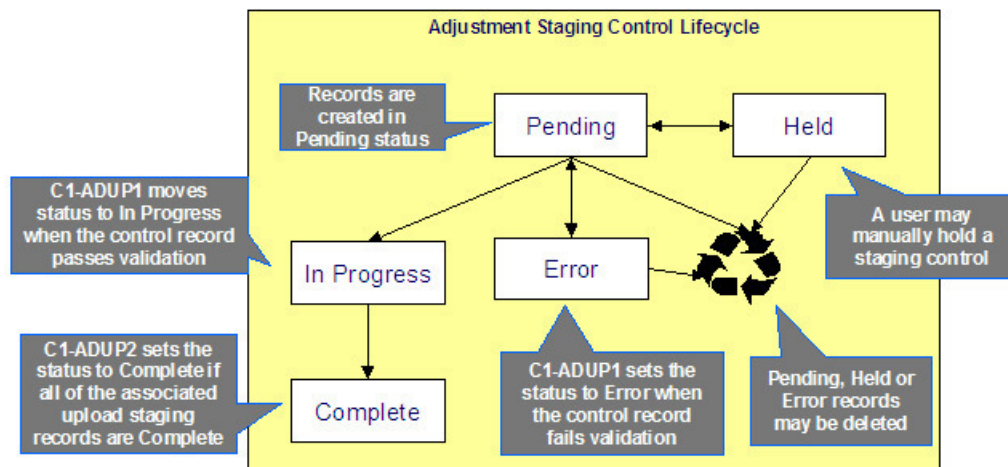 Adjustment Staging Control Lifecycle
Records are
created in
Pending status
Pending
Held
C1-ADUP1 moves
status to In Progress
when the control record
passes validation
A user may
manually hold a
staging control
In Progress
Error
C1-ADUP2 sets the
status to Complete if
all of the associated
upload staging
records are Complete
Complete
C1-ADUP1 sets the
status to Error when
the control record
fails validation
Pending, Held or
Error records
may be deleted